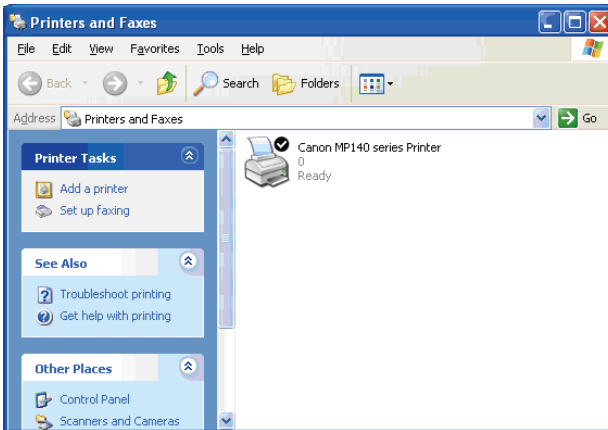 Printers and Faxes
File Edit View Favorites Tools Help
Back Search Folders
Address Printers and Faxes Go
Printer Tasks
Add a printer
Set up faxing
See Also
Troubleshoot printing
Get help with printing
Other Places
Control Panel
Scanners and Cameras
Canon MP140 series Printer
0
Ready